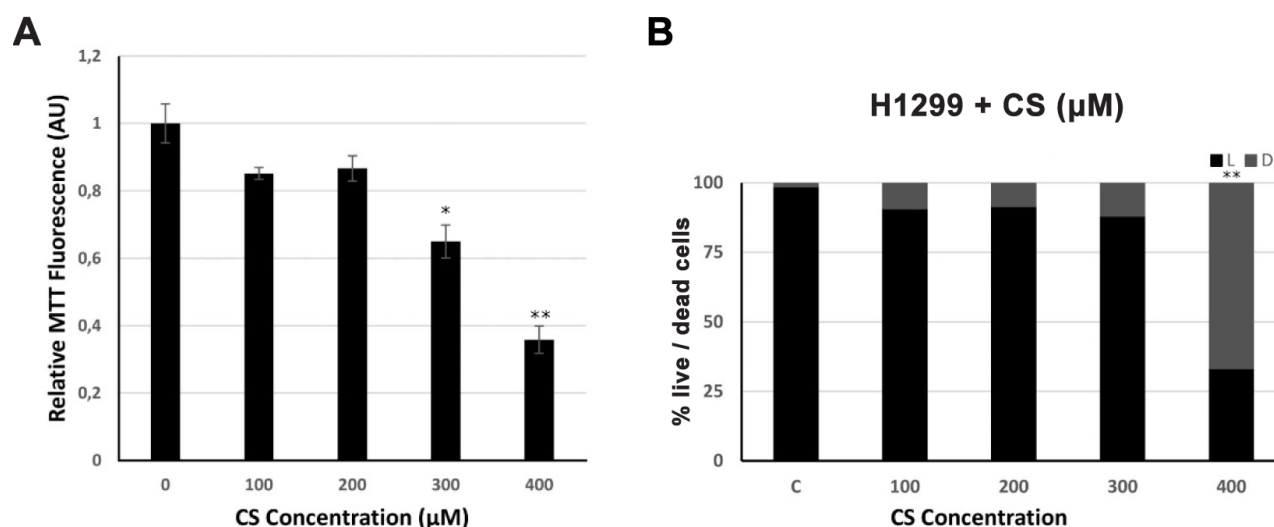 A
1,2
1
0,8
0,6
0,4
0,2
0
Relative MTT Fluorescence (AU)
*
**
0 100 200 300 400
CS Concentration (µM)
B
H1299 + CS (µM)
L D
**
100
75
50
25
0
% live / dead cells
C 100 200 300 400
CS Concentration